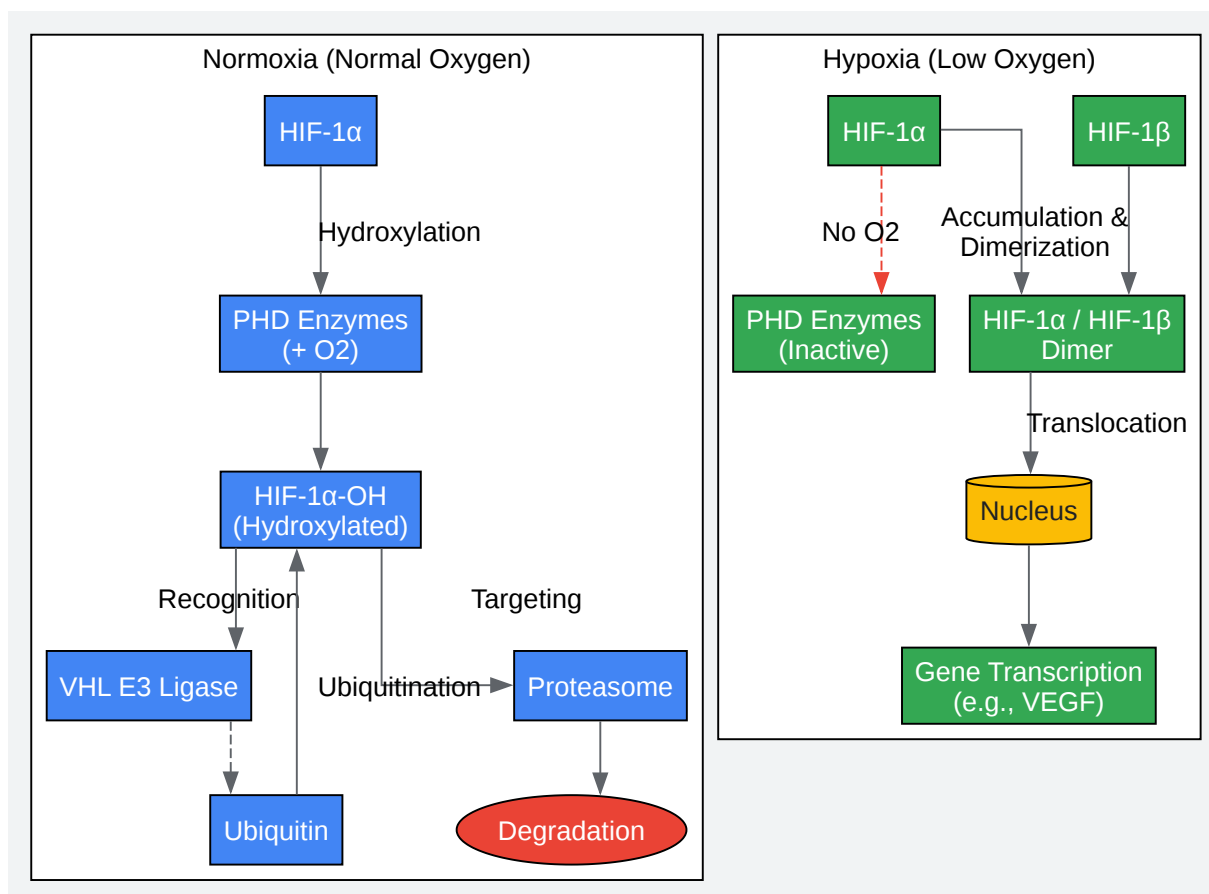 Normoxia (Normal Oxygen)
HIF-1α
Hydroxylation
PHD Enzymes
(+ O2)
HIF-1α-OH
(Hydroxylated)
Recognition
Targeting
VHL E3 Ligase
Ubiquitination
Proteasome
Ubiquitin
Degradation
Hypoxia (Low Oxygen)
HIF-1α
HIF-1β
No O2
Accumulation &
Dimerization
PHD Enzymes
(Inactive)
HIF-1α / HIF-1β
Dimer
Translocation
Nucleus
Gene Transcription
(e.g., VEGF)